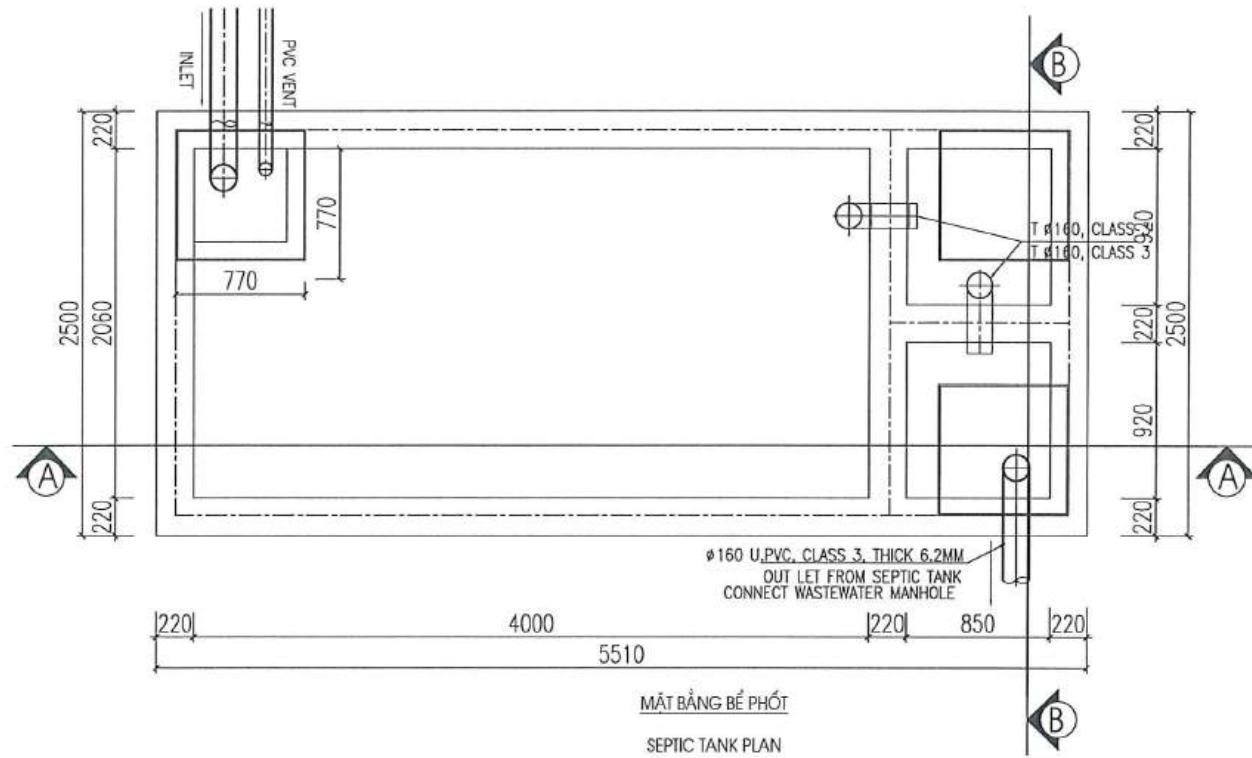 INLET
PVC VENT
B
220
220
770
T ø160, CLASS
920
T ø160, CLASS 3
770
2500
2060
220
2500
920
A
A
220
220
ø160 U.PVC, CLASS 3, THICK 6.2MM
OUT LET FROM SEPTIC TANK
CONNECT WASTEWATER MANHOLE
220
4000
220
850
220
5510
MẶT BẰNG BỂ PHỐT
B
SEPTIC TANK PLAN